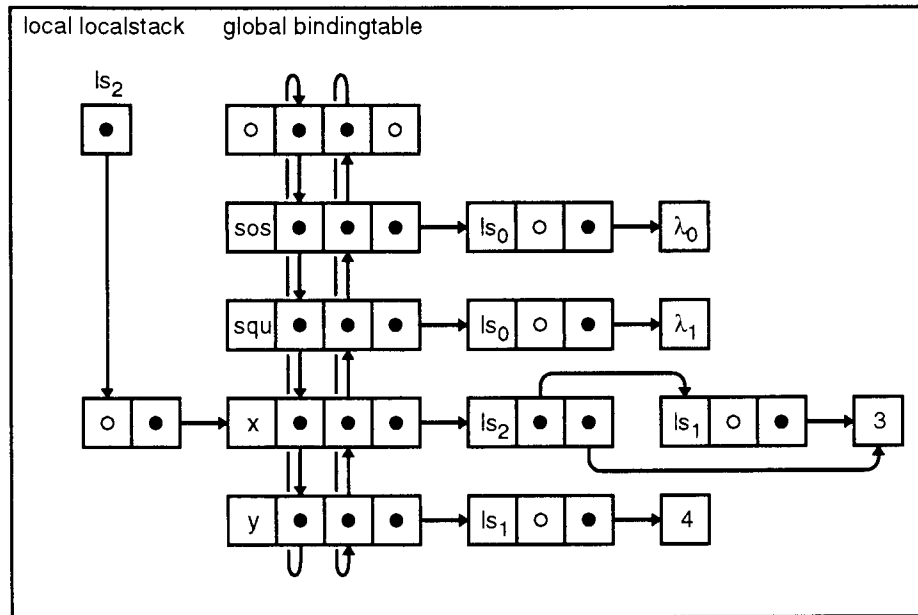 local localstack global bindingtable
ls₂
sos ls₀ λ₀
squ ls₀ λ₁
x ls₂ ls₁ 3
y ls₁ 4